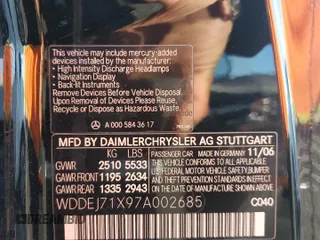 This vehicle may include mercury-added
devices installed by the manufacturer:
• High Intensity Discharge Headlamps
• Navigation Display
• Back-lit Instruments
Remove Devices Before Vehicle Disposal.
Upon Removal of Devices Please Reuse,
Recycle or Dispose as Hazardous Waste.
A 000 584 36 17
MFD BY DAIMLERCHRYSLER AG STUTTGART
KG LBS PASSENGER CAR MADE IN GERMANY 11/06
GVWR 2510 5533
GAWR FRONT 1195 2634
GAWR REAR 1335 2943
THIS VEHICLE CONFORMS TO ALL APPLICABLE
U.S. FEDERAL MOTOR VEHICLE SAFETY, BUMPER
AND THEFT PREVENTION STANDARDS
IN EFFECT ON THE DATE OF MANUFACTURE
SHOWN ABOVE
WDDEJ71X97A002685 C040